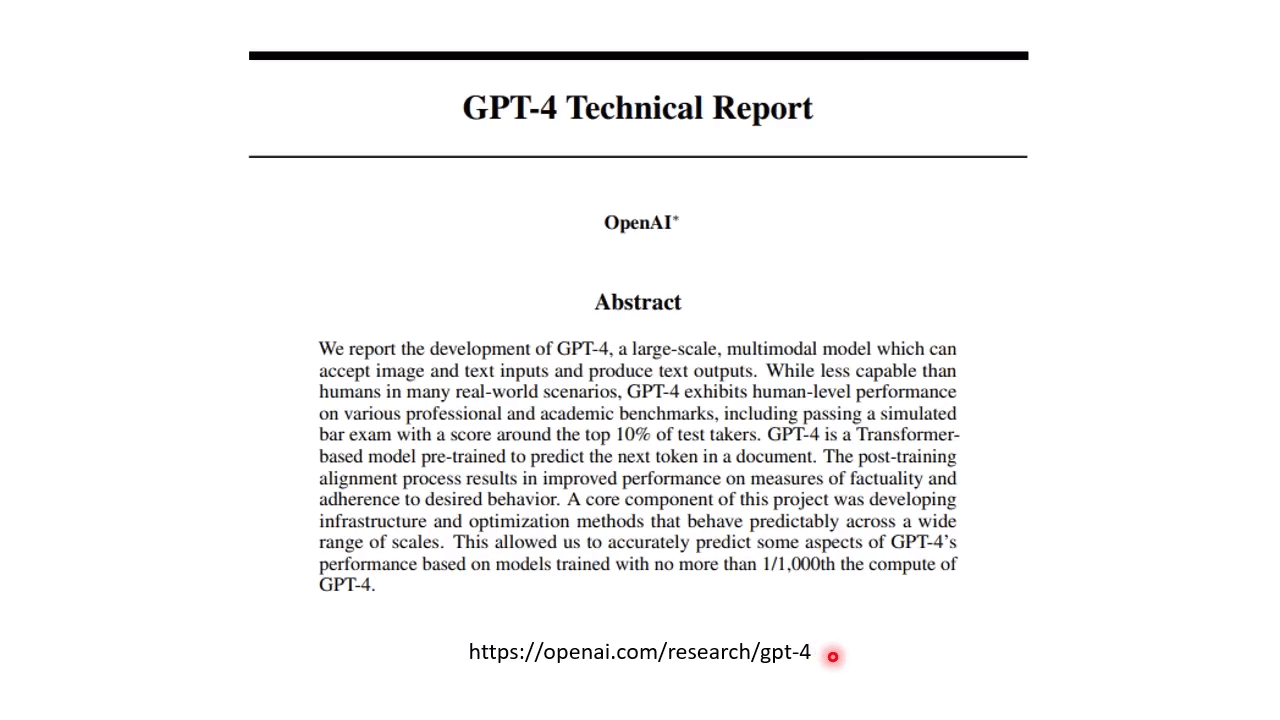 GPT-4 Technical Report
OpenAI*
Abstract
We report the development of GPT-4, a large-scale, multimodal model which can
accept image and text inputs and produce text outputs. While less capable than
humans in many real-world scenarios, GPT-4 exhibits human-level performance
on various professional and academic benchmarks, including passing a simulated
bar exam with a score around the top 10% of test takers. GPT-4 is a Transformer-
based model pre-trained to predict the next token in a document. The post-training
alignment process results in improved performance on measures of factuality and
adherence to desired behavior. A core component of this project was developing
infrastructure and optimization methods that behave predictably across a wide
range of scales. This allowed us to accurately predict some aspects of GPT-4's
performance based on models trained with no more than 1/1,000th the compute of
GPT-4.
https://openai.com/research/gpt-4